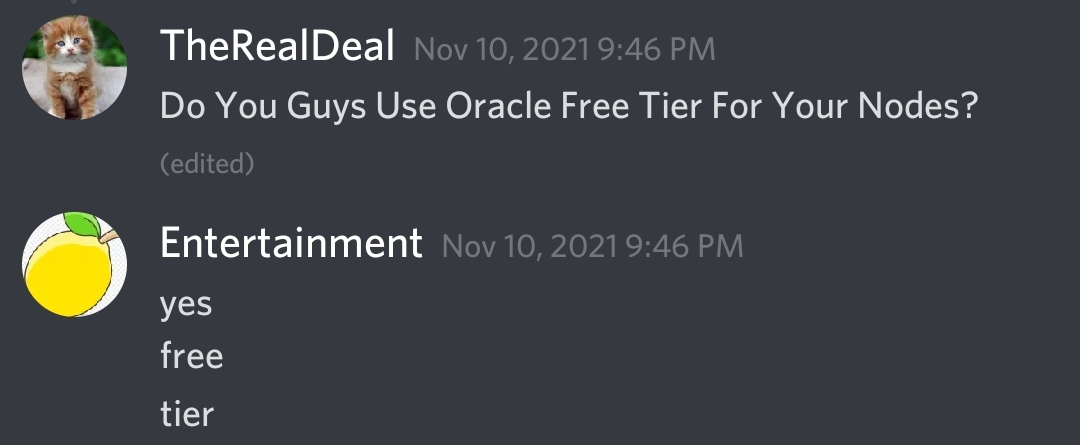 TheRealDeal Nov 10, 2021 9:46 PM
Do You Guys Use Oracle Free Tier For Your Nodes?
(edited)
Entertainment Nov 10, 2021 9:46 PM
yes
free
tier